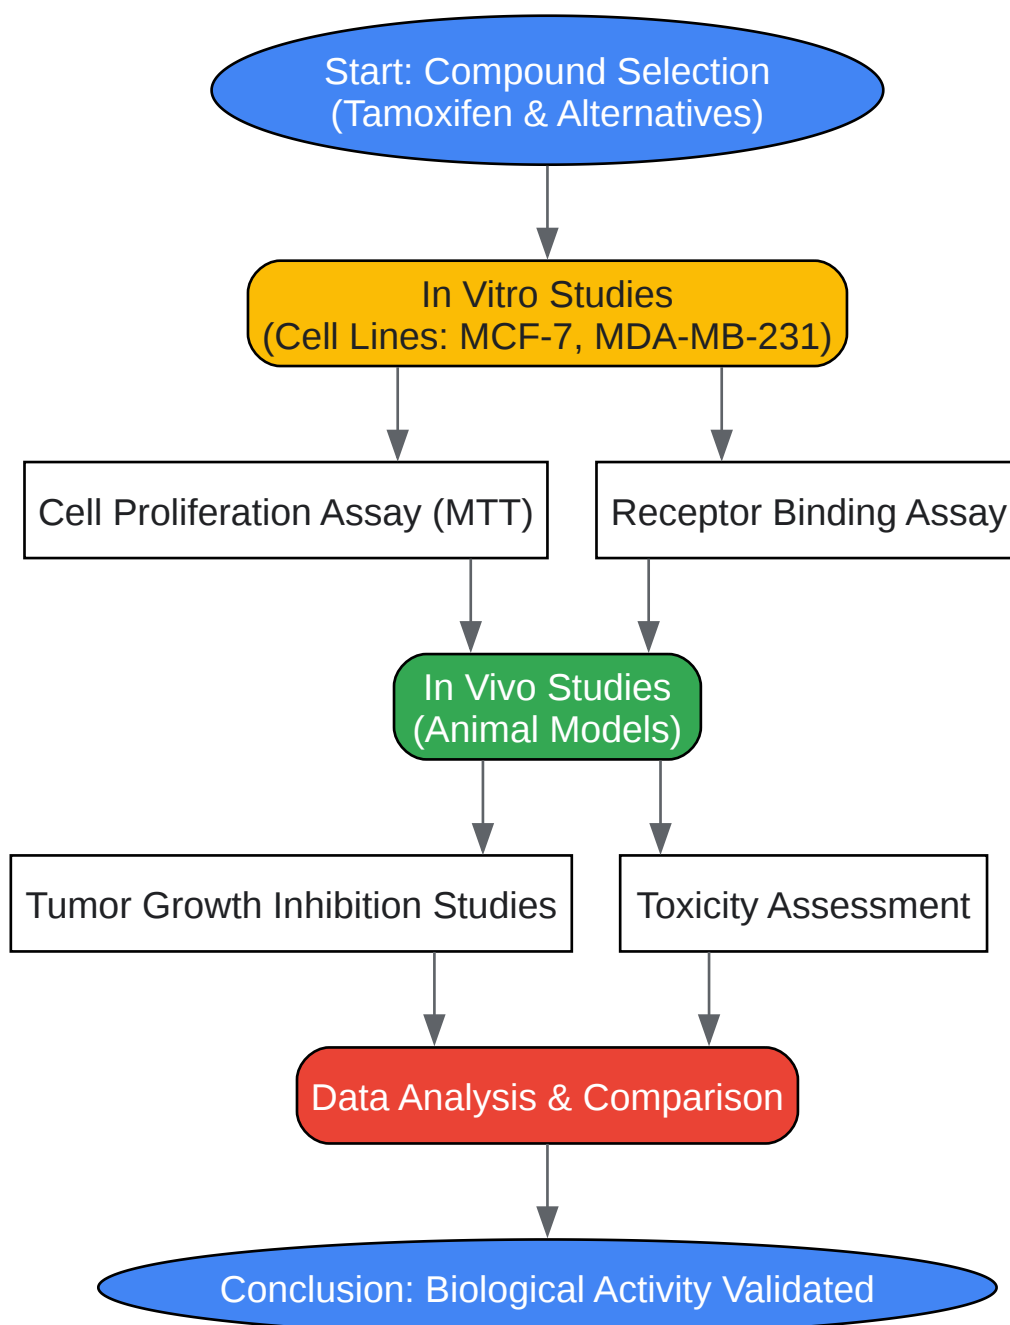 Start: Compound Selection
(Tamoxifen & Alternatives)
In Vitro Studies
(Cell Lines: MCF-7, MDA-MB-231)
Cell Proliferation Assay (MTT)
Receptor Binding Assay
In Vivo Studies
(Animal Models)
Tumor Growth Inhibition Studies
Toxicity Assessment
Data Analysis & Comparison
Conclusion: Biological Activity Validated